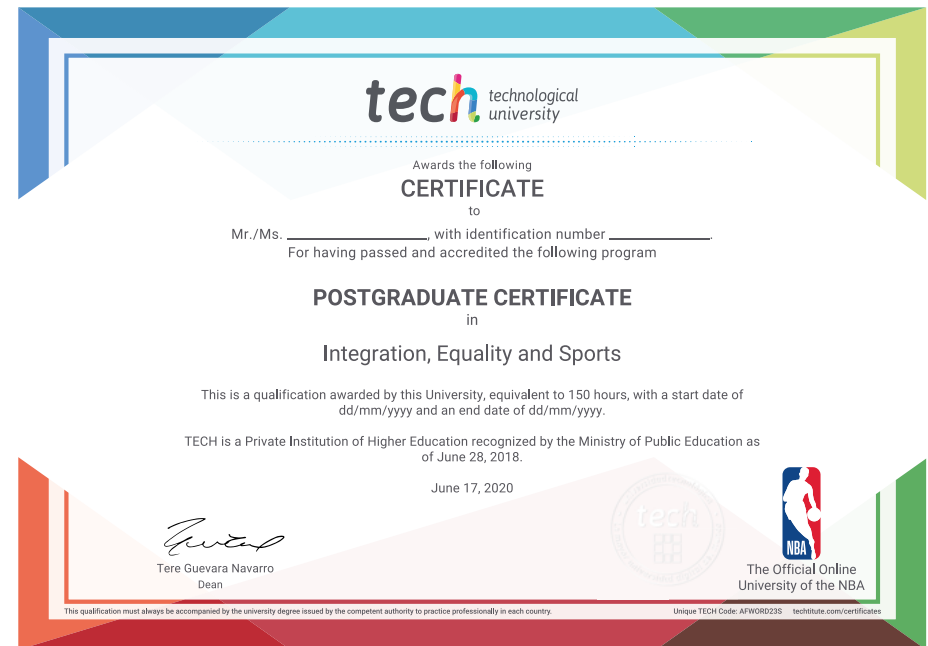 tech technological
university
Awards the following
CERTIFICATE
to
Mr./Ms. ____________________, with identification number ______________.
For having passed and accredited the following program
POSTGRADUATE CERTIFICATE
in
Integration, Equality and Sports
This is a qualification awarded by this University, equivalent to 150 hours, with a start date of
dd/mm/yyyy and an end date of dd/mm/yyyy.
TECH is a Private Institution of Higher Education recognized by the Ministry of Public Education as
of June 28, 2018.
June 17, 2020
tech
NBA
Tere Guevara Navarro
Dean
The Official Online
University of the NBA
This qualification must always be accompanied by the university degree issued by the competent authority to practice professionally in each country.
Unique TECH Code: AFWORD23S techtitute.com/certificates